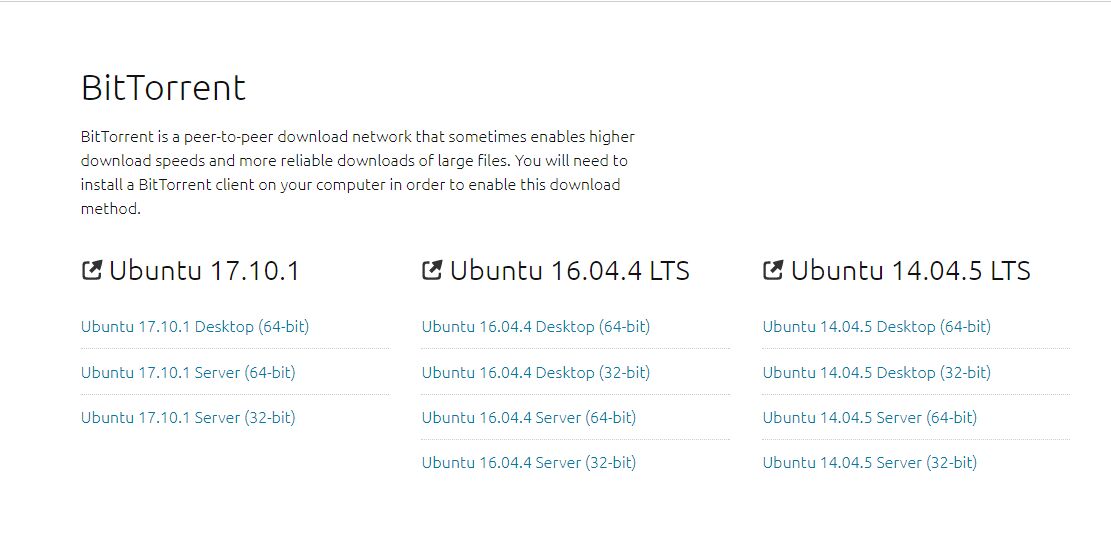 BitTorrent
BitTorrent is a peer-to-peer download network that sometimes enables higher
download speeds and more reliable downloads of large files. You will need to
install a BitTorrent client on your computer in order to enable this download
method.
Ubuntu 17.10.1
Ubuntu 17.10.1 Desktop (64-bit)
Ubuntu 17.10.1 Server (64-bit)
Ubuntu 17.10.1 Server (32-bit)
Ubuntu 16.04.4 LTS
Ubuntu 16.04.4 Desktop (64-bit)
Ubuntu 16.04.4 Desktop (32-bit)
Ubuntu 16.04.4 Server (64-bit)
Ubuntu 16.04.4 Server (32-bit)
Ubuntu 14.04.5 LTS
Ubuntu 14.04.5 Desktop (64-bit)
Ubuntu 14.04.5 Desktop (32-bit)
Ubuntu 14.04.5 Server (64-bit)
Ubuntu 14.04.5 Server (32-bit)